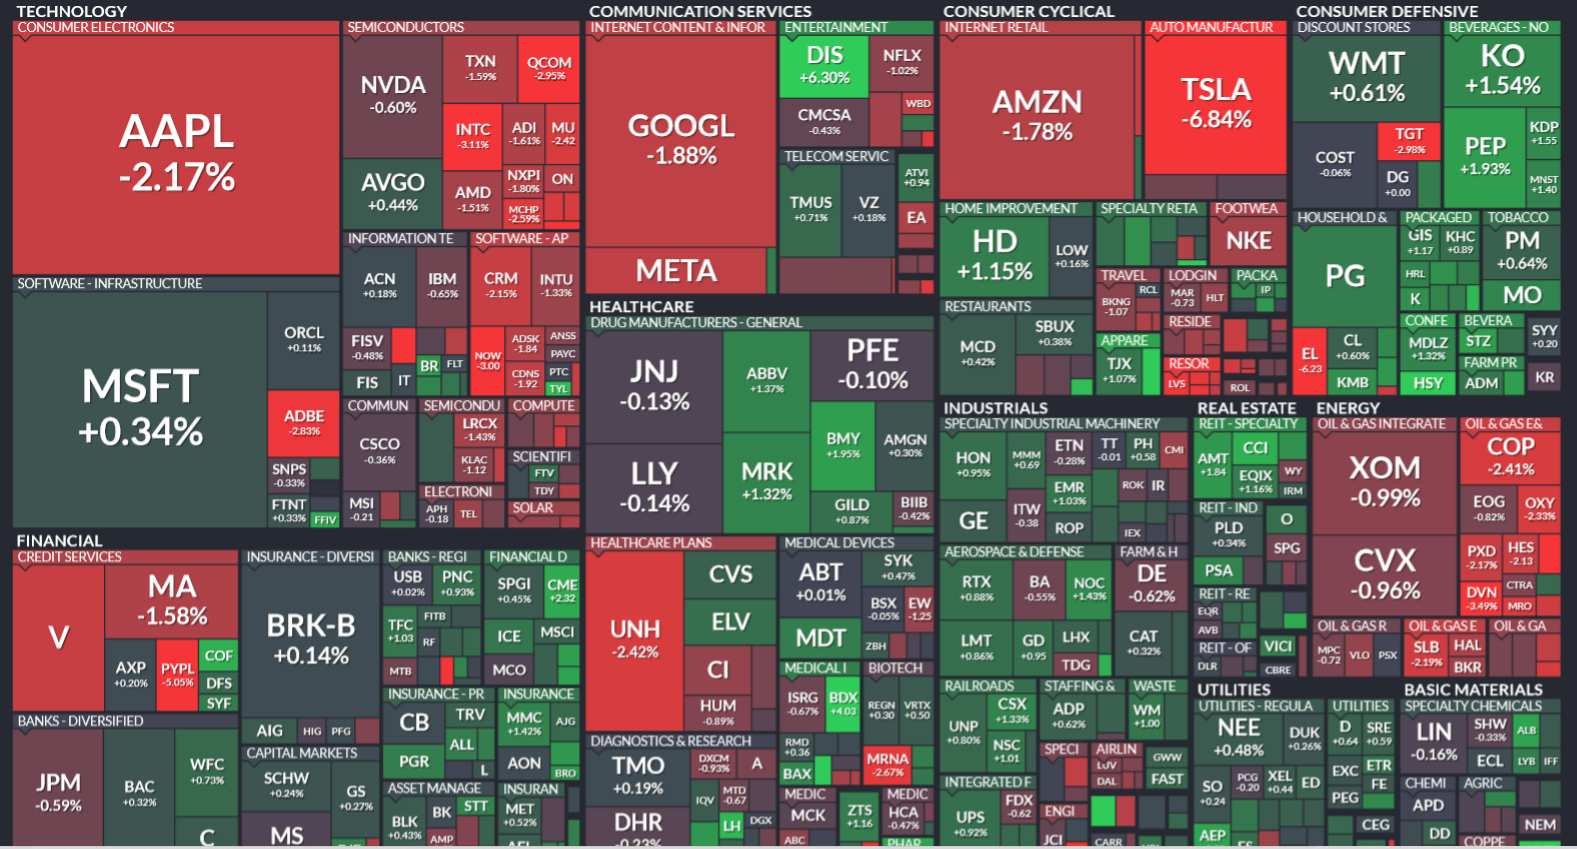 TECHNOLOGY
CONSUMER ELECTRONICS
AAPL
-2.17%
SOFTWARE - INFRASTRUCTURE
MSFT
+0.34%
ORCL
+0.11%
ADBE
-2.83%
SNPS
-0.33%
FTNT
+0.33%
FFIV
SEMICONDUCTORS
NVDA
-0.60%
TXN
-1.59%
QCOM
-2.95%
AVGO
+0.44%
INTC
-3.11%
ADI
-1.61%
MU
-2.42
AMD
-1.51%
NXPI
-1.80%
ON
MCHP
-2.59%
INFORMATION TE
ACN
+0.18%
IBM
-0.65%
FISV
-0.48%
FIS
IT
BR
FLT
SOFTWARE - AP
CRM
-2.15%
INTU
-1.33%
NOW
-3.00
ADSK
-1.84
ANSS
PAYC
CDNS
-1.92
PTC
TYL
COMMUN
CSCO
-0.36%
MSI
-0.21
SEMICONDU
LRCX
-1.43%
KLAC
-1.12
COMPUTE
SCIENTIFI
FTV
TDY
ELECTRONI
APH
-0.18
TEL
SOLAR
COMMUNICATION SERVICES
INTERNET CONTENT & INFOR
GOOGL
-1.88%
META
ENTERTAINMENT
DIS
+6.30%
NFLX
-1.02%
CMCSA
-0.43%
WBD
TELECOM SERVIC
TMUS
+0.71%
VZ
+0.18%
ATVI
+0.94
EA
CONSUMER CYCLICAL
INTERNET RETAIL
AMZN
-1.78%
AUTO MANUFACTUR
TSLA
-6.84%
HOME IMPROVEMENT
HD
+1.15%
LOW
+0.16%
SPECIALTY RETA
FOOTWEA
NKE
TRAVEL
BKNG
-1.07
RCL
LODGIN
MAR
-0.73
HLT
PACKA
IP
RESTAURANTS
MCD
+0.42%
SBUX
+0.38%
APPARE
TJX
+1.07%
RESIDE
RESOR
LVS
ROL
CONSUMER DEFENSIVE
DISCOUNT STORES
WMT
+0.61%
COST
-0.06%
TGT
-2.98%
DG
+0.00
BEVERAGES - NO
KO
+1.54%
PEP
+1.93%
KDP
+1.55
MNST
+1.40
HOUSEHOLD &
PG
EL
-6.23
CL
+0.60%
KMB
PACKAGED
GIS
+1.17
KHC
+0.89
HRL
K
TOBACCO
PM
+0.64%
MO
CONFE
MDLZ
+1.32%
HSY
BEVERA
STZ
FARM PR
ADM
SYY
+0.20
KR
HEALTHCARE
DRUG MANUFACTURERS - GENERAL
JNJ
-0.13%
LLY
-0.14%
ABBV
+1.37%
MRK
+1.32%
PFE
-0.10%
BMY
+1.95%
AMGN
+0.30%
GILD
+0.87%
BIIB
-0.42%
HEALTHCARE PLANS
UNH
-2.42%
CVS
ELV
CI
HUM
-0.89%
MEDICAL DEVICES
ABT
+0.01%
SYK
+0.47%
BSX
-0.05%
EW
-1.25
MDT
ZBH
MEDICAL I
ISRG
-0.67%
BDX
+4.03
RMD
+0.36
BAX
BIOTECH
REGN
+0.30
VRTX
+0.50
MRNA
-2.67%
DIAGNOSTICS & RESEARCH
TMO
+0.19%
DHR
-0.23%
DXCM
-0.93%
A
IQV
MTD
-0.67
LH
DGX
MEDIC
MCK
ABC
ZTS
+1.16
MEDIC
HCA
-0.47%
PHAR
FINANCIAL
CREDIT SERVICES
V
MA
-1.58%
AXP
+0.20%
PYPL
-5.05%
COF
DFS
SYF
BANKS - DIVERSIFIED
JPM
-0.59%
BAC
+0.32%
WFC
+0.73%
C
INSURANCE - DIVERSI
BRK-B
+0.14%
AIG
HIG
PFG
CAPITAL MARKETS
SCHW
+0.24%
GS
+0.27%
MS
BANKS - REGI
USB
+0.02%
PNC
+0.93%
TFC
+1.03
FITB
RF
MTB
FINANCIAL D
SPGI
+0.45%
CME
+2.32
ICE
MSCI
MCO
INSURANCE - PR
CB
TRV
PGR
ALL
L
INSURANCE
MMC
+1.42%
AJG
AON
BRO
ASSET MANAGE
BLK
+0.43%
BK
STT
AMP
INSURAN
MET
+0.52%
AFL
INDUSTRIALS
SPECIALTY INDUSTRIAL MACHINERY
HON
+0.95%
MMM
+0.69
ETN
-0.28%
TT
-0.01
PH
+0.58
CMI
GE
ITW
-0.38
EMR
+1.03%
ROK
IR
ROP
IEX
AEROSPACE & DEFENSE
RTX
+0.88%
BA
-0.55%
NOC
+1.43%
LMT
+0.86%
GD
+0.95
LHX
TDG
FARM & H
DE
-0.62%
CAT
+0.32%
RAILROADS
UNP
+0.80%
CSX
+1.33%
NSC
+1.01
STAFFING &
ADP
+0.62%
WASTE
WM
+1.00
SPECI
AIRLIN
LUV
DAL
GWW
FAST
INTEGRATED F
UPS
+0.92%
FDX
-0.62
ENGI
JCI
CARR
REAL ESTATE
REIT - SPECIALTY
AMT
+1.84
CCI
EQIX
+1.16%
WY
IRM
REIT - IND
PLD
+0.34%
PSA
O
SPG
REIT - RE
EQR
AVB
REIT - OF
DLR
VICI
CBRE
ENERGY
OIL & GAS INTEGRATE
XOM
-0.99%
CVX
-0.96%
OIL & GAS E&
COP
-2.41%
EOG
-0.82%
OXY
-2.33%
PXD
-2.17%
HES
-2.13
DVN
-3.49%
CTRA
MRO
OIL & GAS R
MPC
-0.72
VLO
PSX
OIL & GAS E
SLB
-2.19%
HAL
BKR
OIL & GA
UTILITIES
UTILITIES - REGULA
NEE
+0.48%
DUK
+0.26%
SO
+0.24
PCG
-0.20
XEL
+0.44
ED
AEP
ES
UTILITIES
D
+0.64
SRE
+0.59
EXC
ETR
FE
PEG
CEG
BASIC MATERIALS
SPECIALTY CHEMICALS
LIN
-0.16%
SHW
-0.33%
ALB
ECL
LYB
IFF
CHEMI
APD
DD
AGRIC
NEM
COPPE